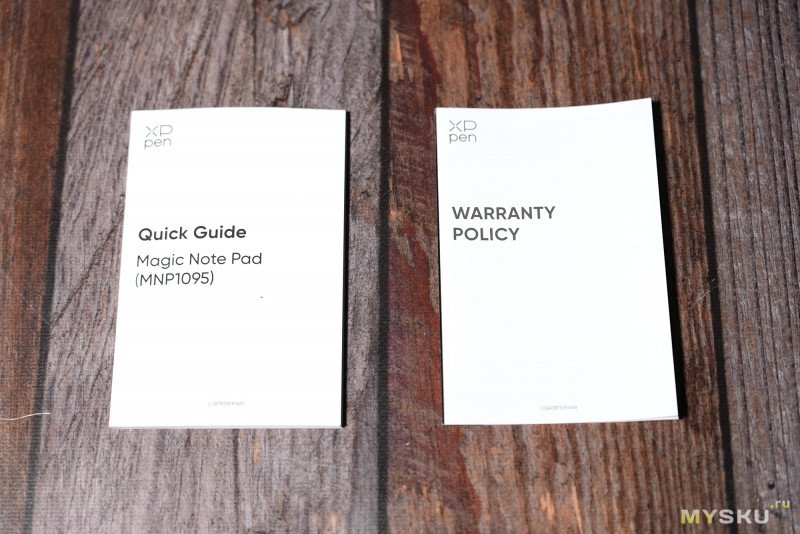 XP
pen
Quick Guide
Magic Note Pad
(MNP1095)
XP
pen
WARRANTY
POLICY
MYSKU.ru